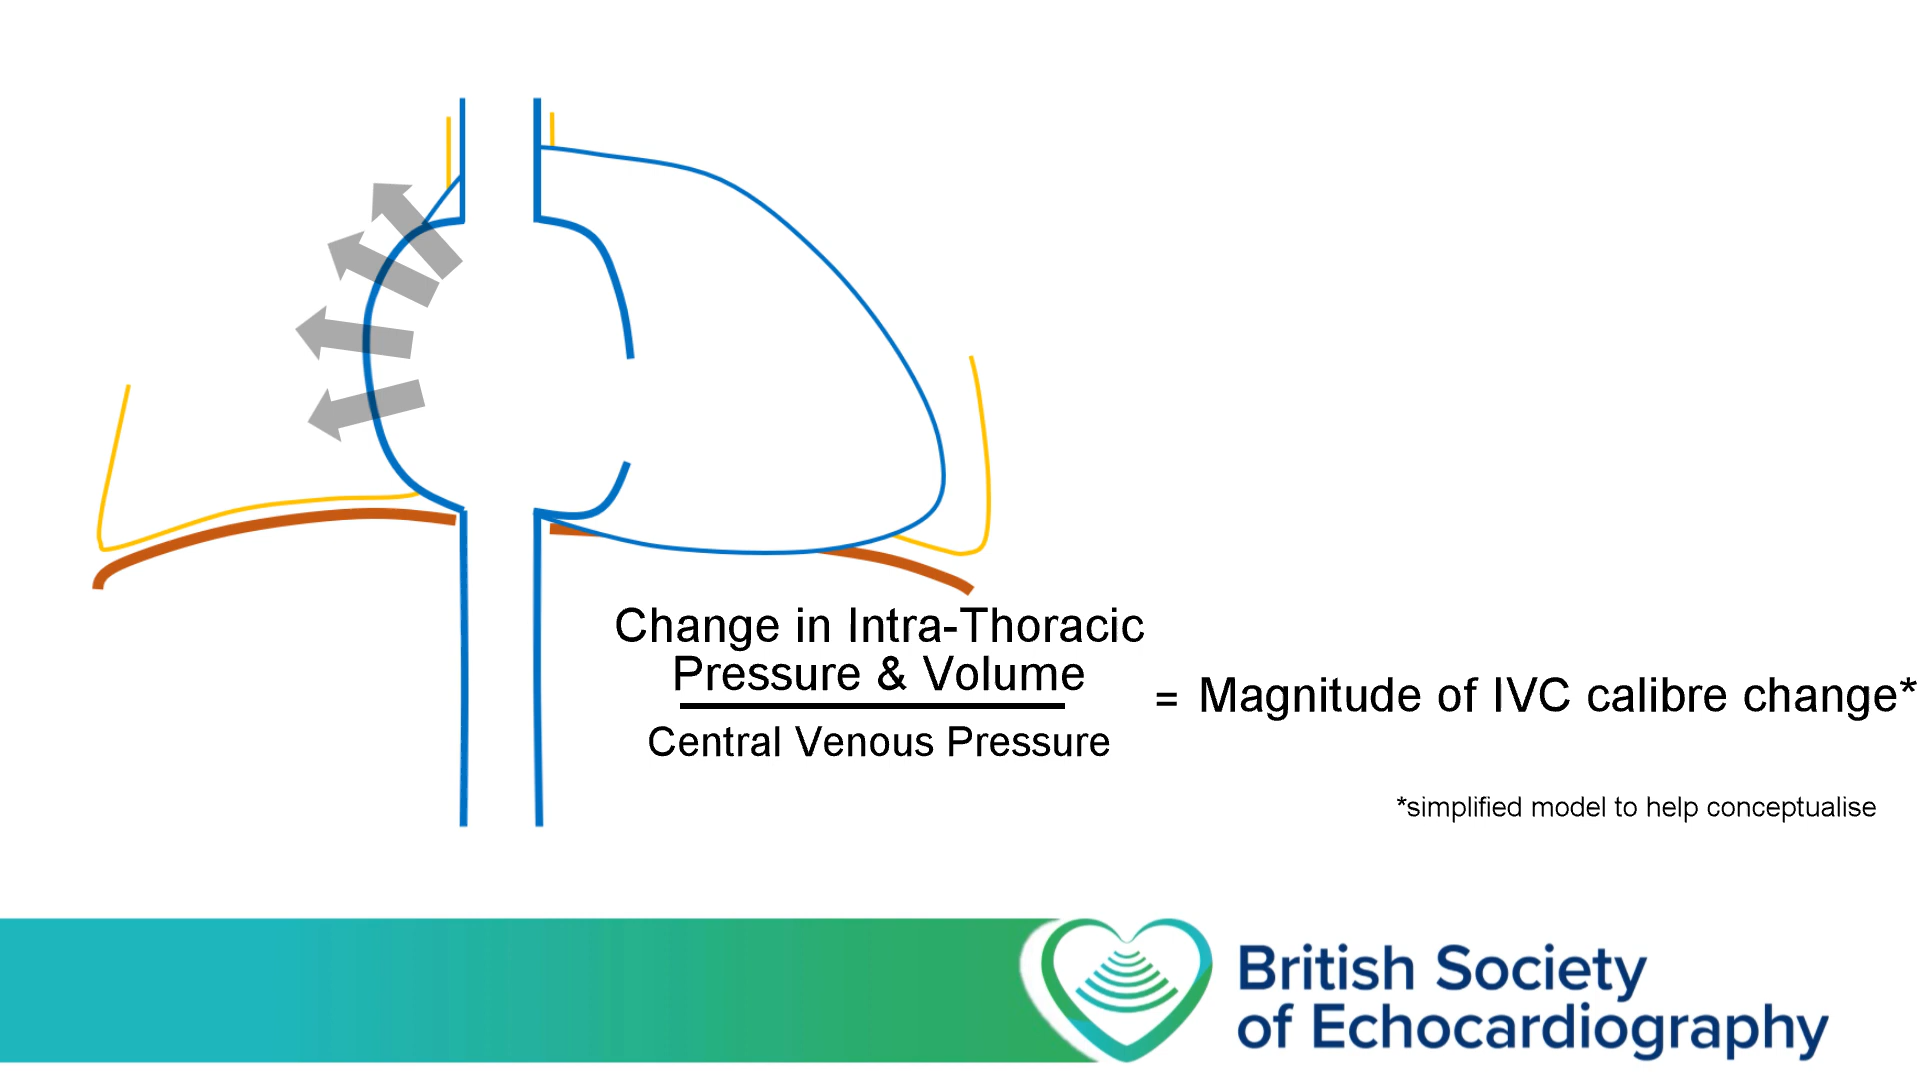 Change in Intra-Thoracic
Pressure & Volume
= Magnitude of IVC calibre change*
Central Venous Pressure
*simplified model to help conceptualise
British Society
of Echocardiography